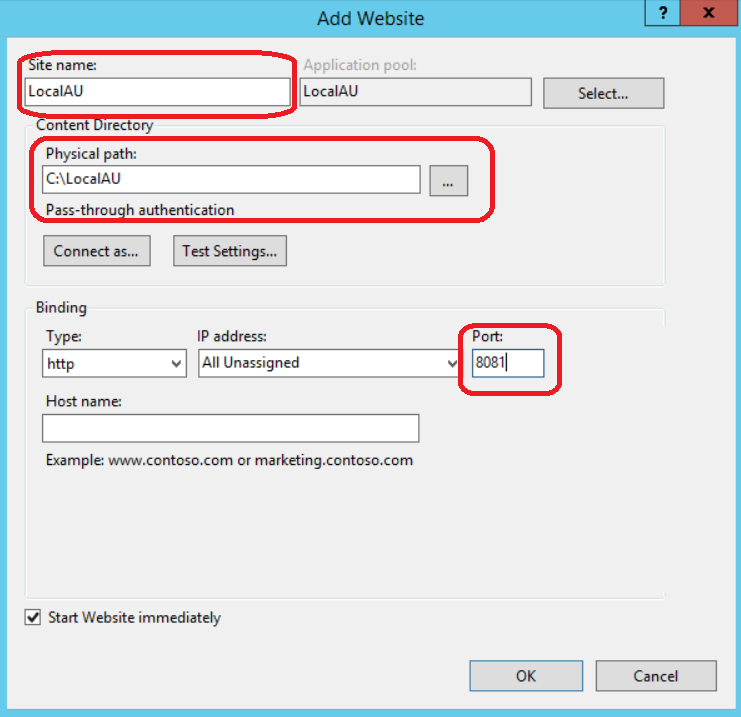 Add Website
? x
Site name: Application pool:
LocalAU LocalAU Select...
Content Directory
Physical path:
C:\LocalAU ...
Pass-through authentication
Connect as... Test Settings...
Binding
Type: IP address: Port:
http All Unassigned 8081
Host name:
Example: www.contoso.com or marketing.contoso.com
Start Website immediately
OK Cancel